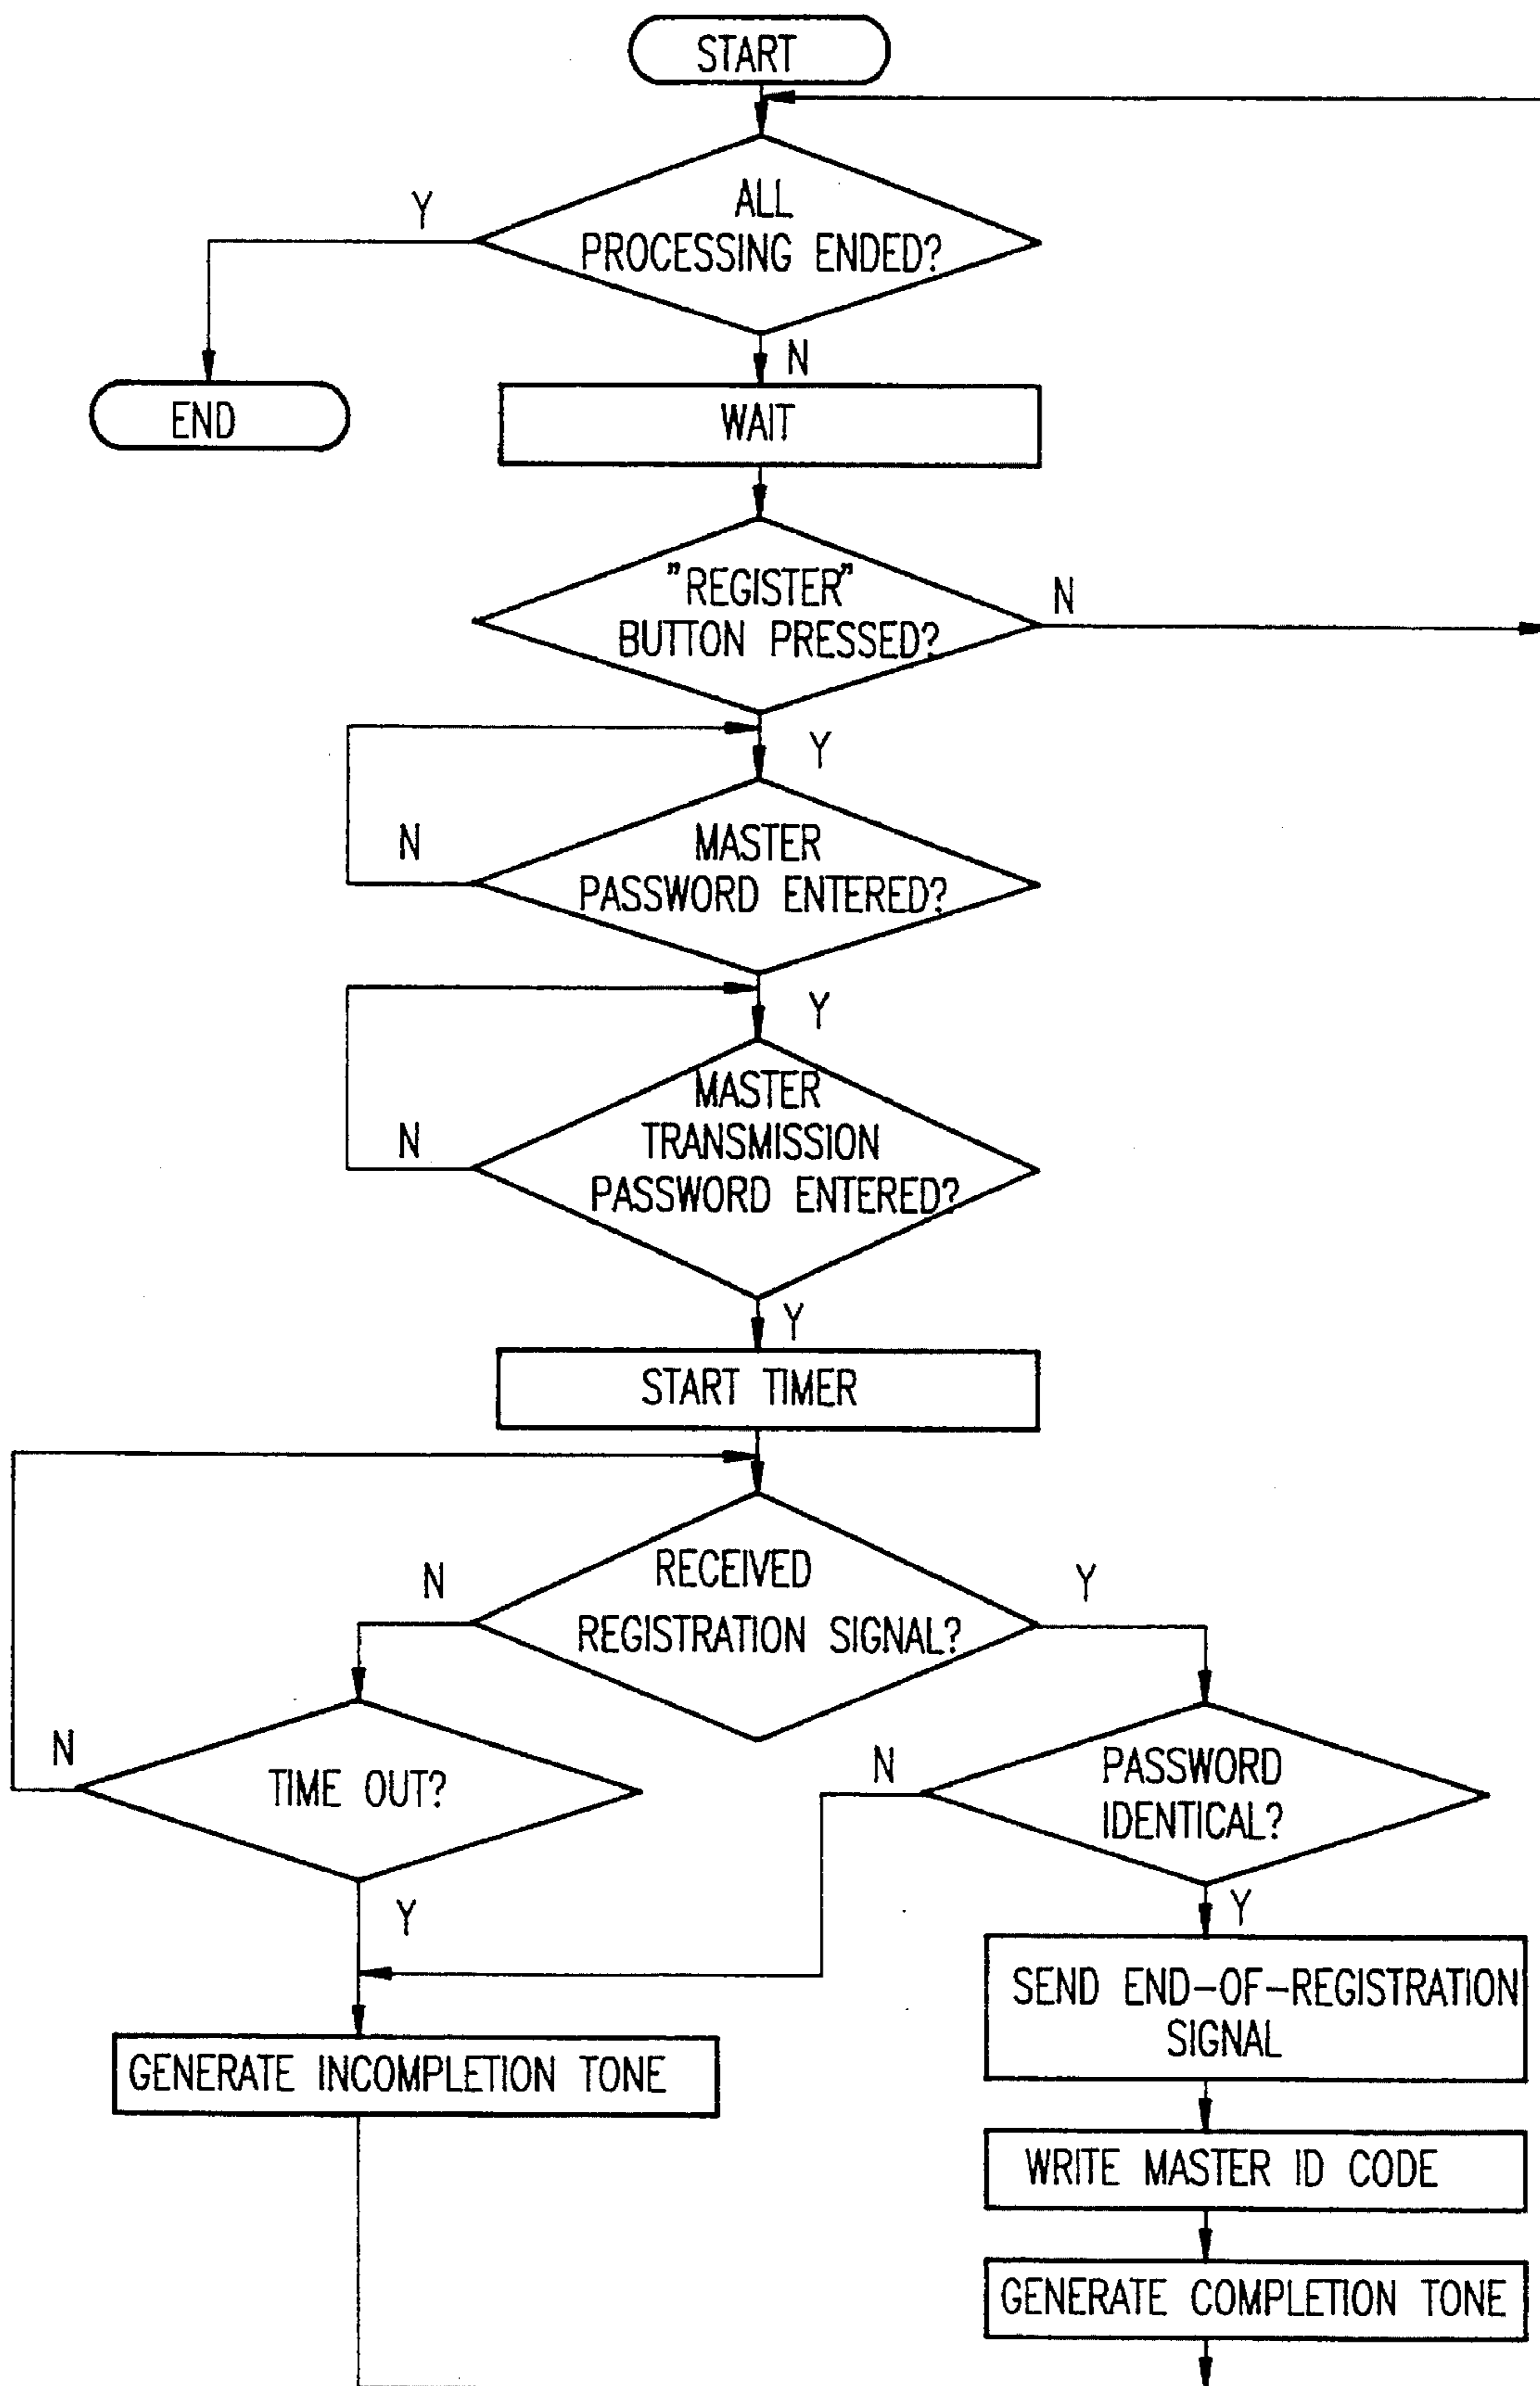 START
ALL
PROCESSING ENDED?
Y
N
END
WAIT
"REGISTER"
BUTTON PRESSED?
N
Y
MASTER
PASSWORD ENTERED?
N
Y
MASTER
TRANSMISSION
PASSWORD ENTERED?
N
Y
START TIMER
RECEIVED
REGISTRATION SIGNAL?
N
Y
TIME OUT?
N
Y
PASSWORD
IDENTICAL?
N
Y
SEND END-OF-REGISTRATION
SIGNAL
GENERATE INCOMPLETION TONE
WRITE MASTER ID CODE
GENERATE COMPLETION TONE